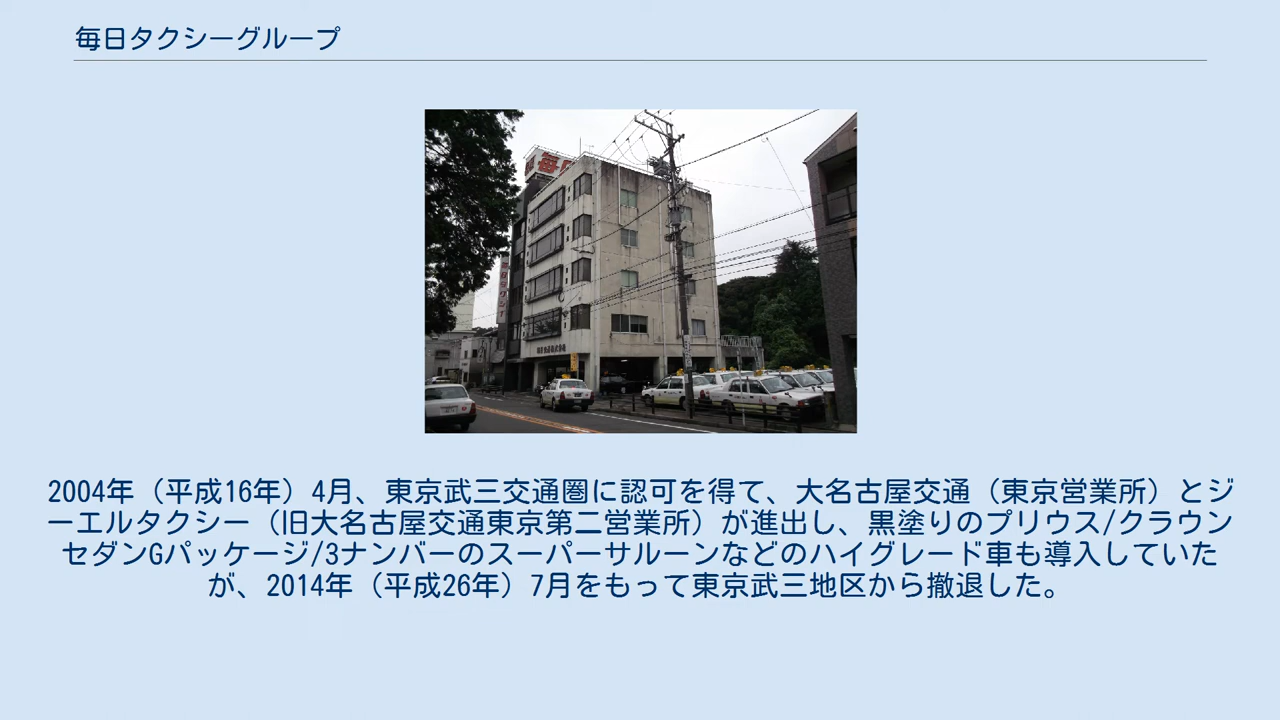 毎日タクシーグループ
毎日
2004年（平成16年）4月、東京武三交通圏に認可を得て、大名古屋交通（東京営業所）とジ
ーエルタクシー（旧大名古屋交通東京第二営業所）が進出し、黒塗りのプリウス/クラウン
セダンGパッケージ/3ナンバーのスーパーサルーンなどのハイグレード車も導入していた
が、2014年（平成26年）7月をもって東京武三地区から撤退した。